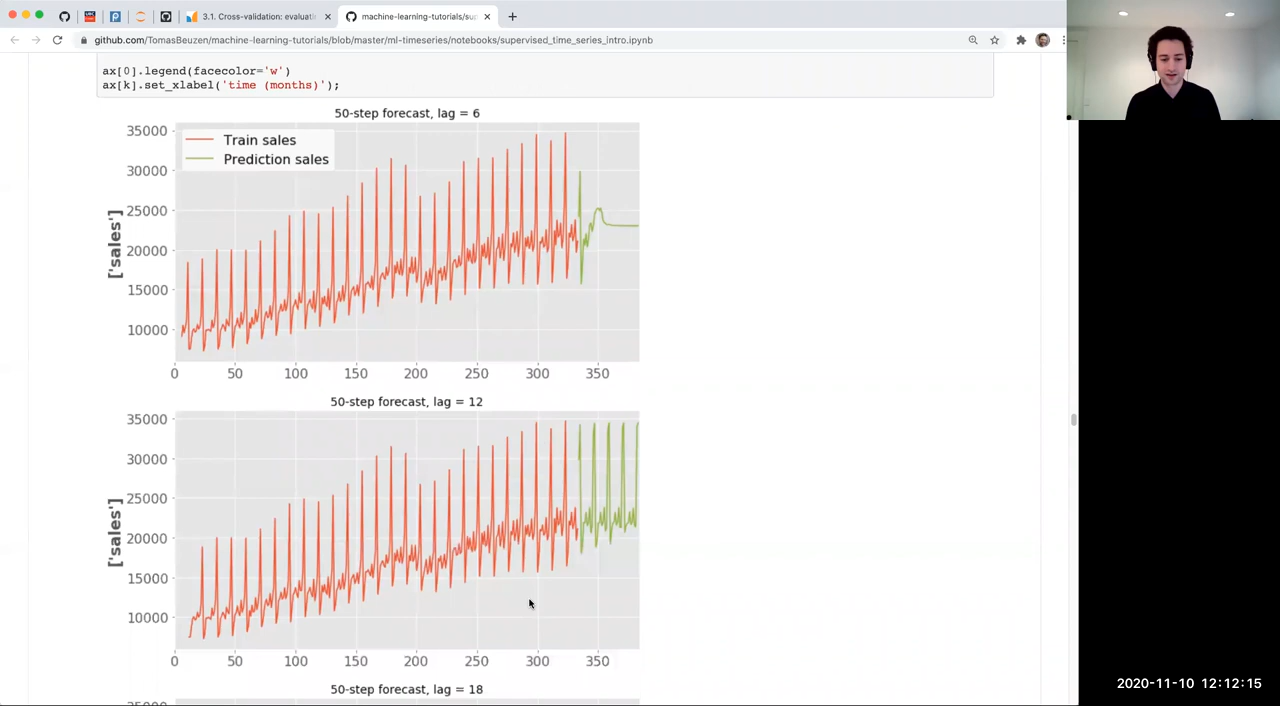 3.1. Cross-validation: evaluati
machine-learning-tutorials/su
github.com/TomasBeuzen/machine-learning-tutorials/blob/master/ml-timeseries/notebooks/supervised_time_series_intro.ipynb
ax[0].legend(facecolor='w')
ax[k].set_xlabel('time (months)');
50-step forecast, lag = 6
35000
30000
25000
20000
15000
10000
['sales']
Train sales
Prediction sales
0 50 100 150 200 250 300 350
50-step forecast, lag = 12
35000
30000
25000
20000
15000
10000
['sales']
0 50 100 150 200 250 300 350
50-step forecast, lag = 18
35000
2020-11-10 12:12:15